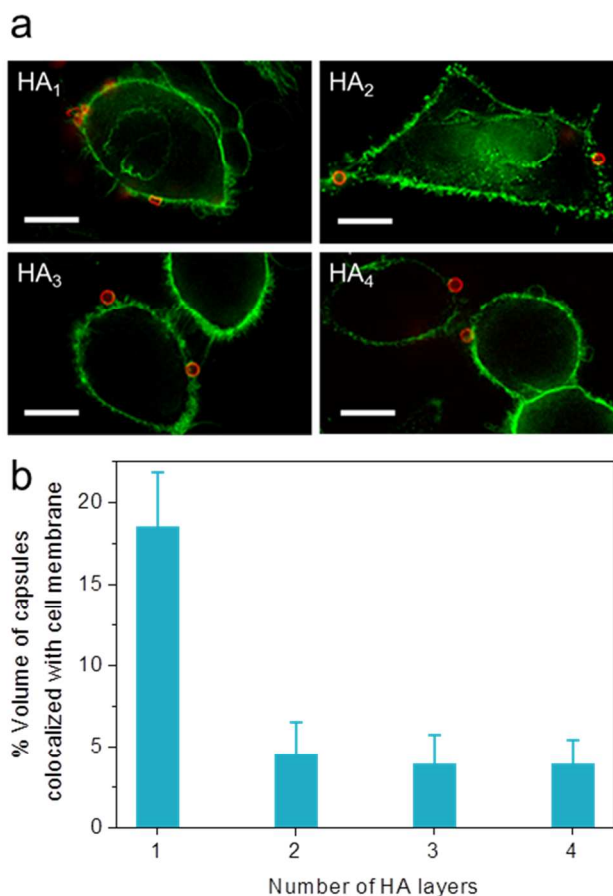 a
HA₁
HA₂
HA₃
HA₄
b
% Volume of capsules
colocalized with cell membrane
20
15
10
5
0
1 2 3 4
Number of HA layers